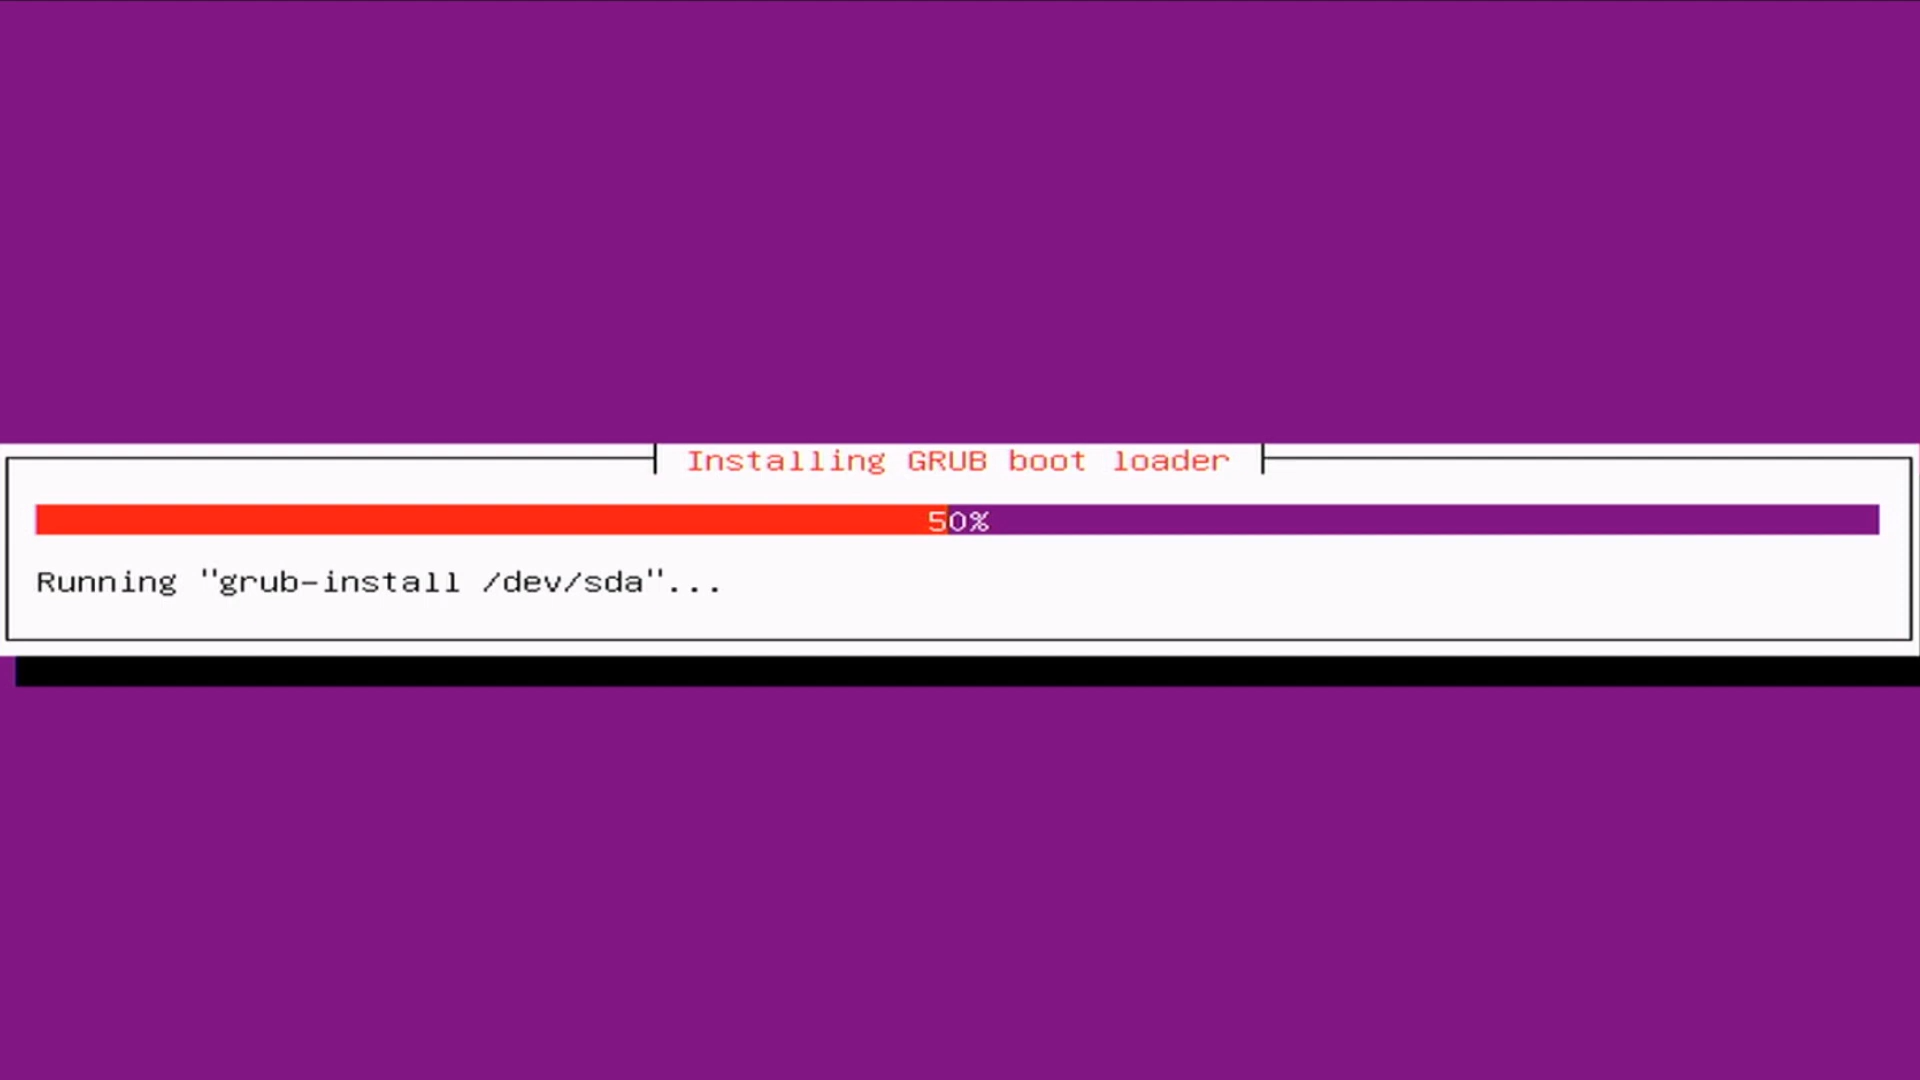 Installing GRUB boot loader
50%
Running "grub-install /dev/sda"...